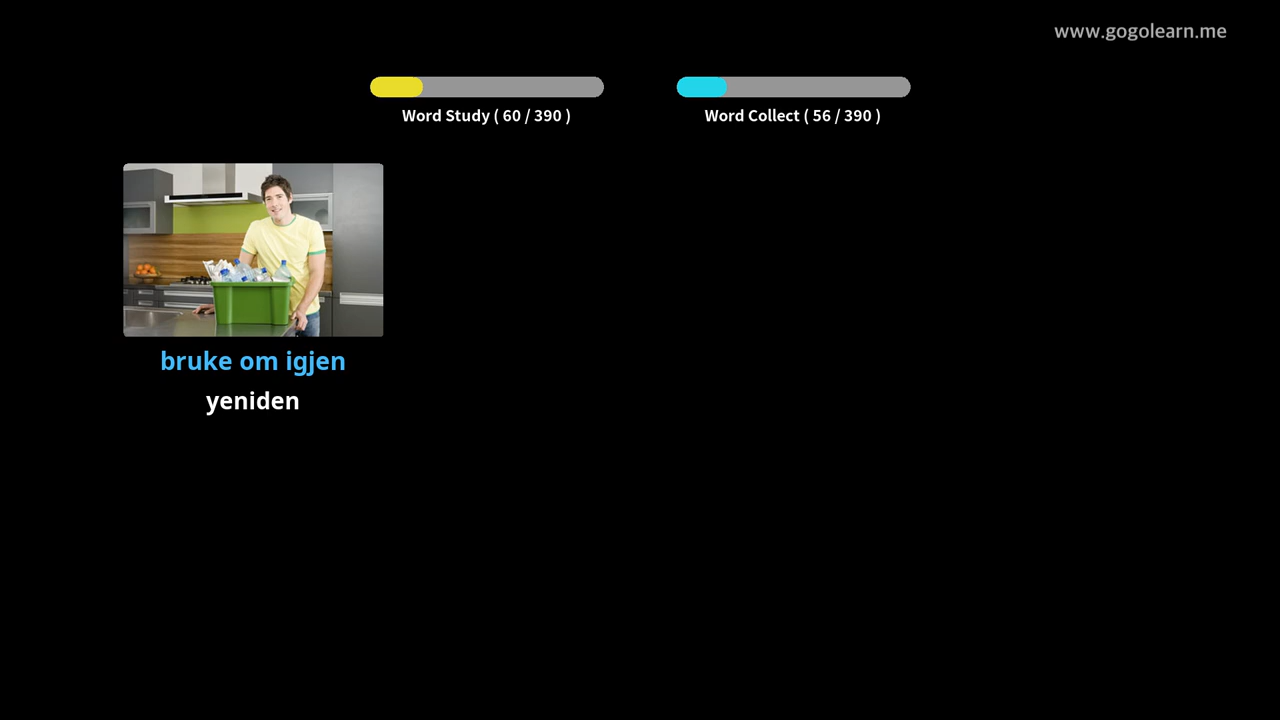 www.gogolearn.me
Word Study ( 60 / 390 )
Word Collect ( 56 / 390 )
bruke om igjen
yeniden